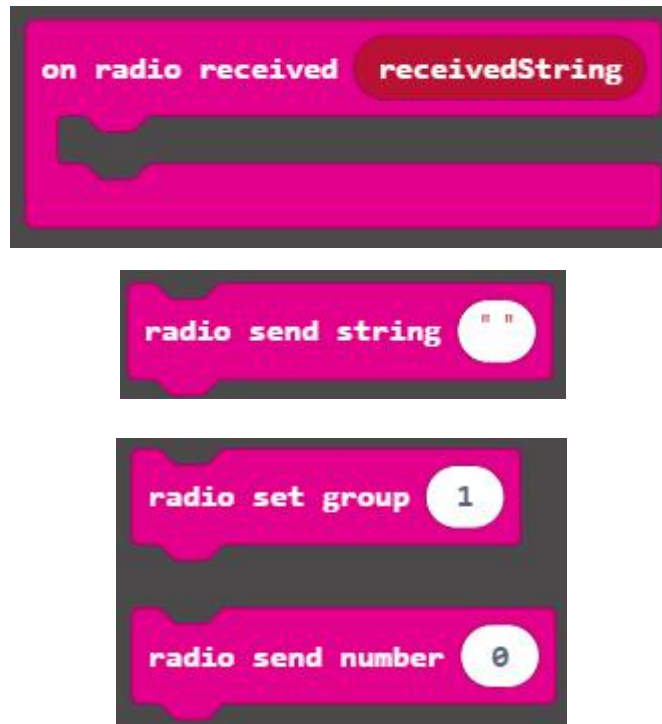 on radio received receivedString
radio send string " "
radio set group 1
radio send number 0